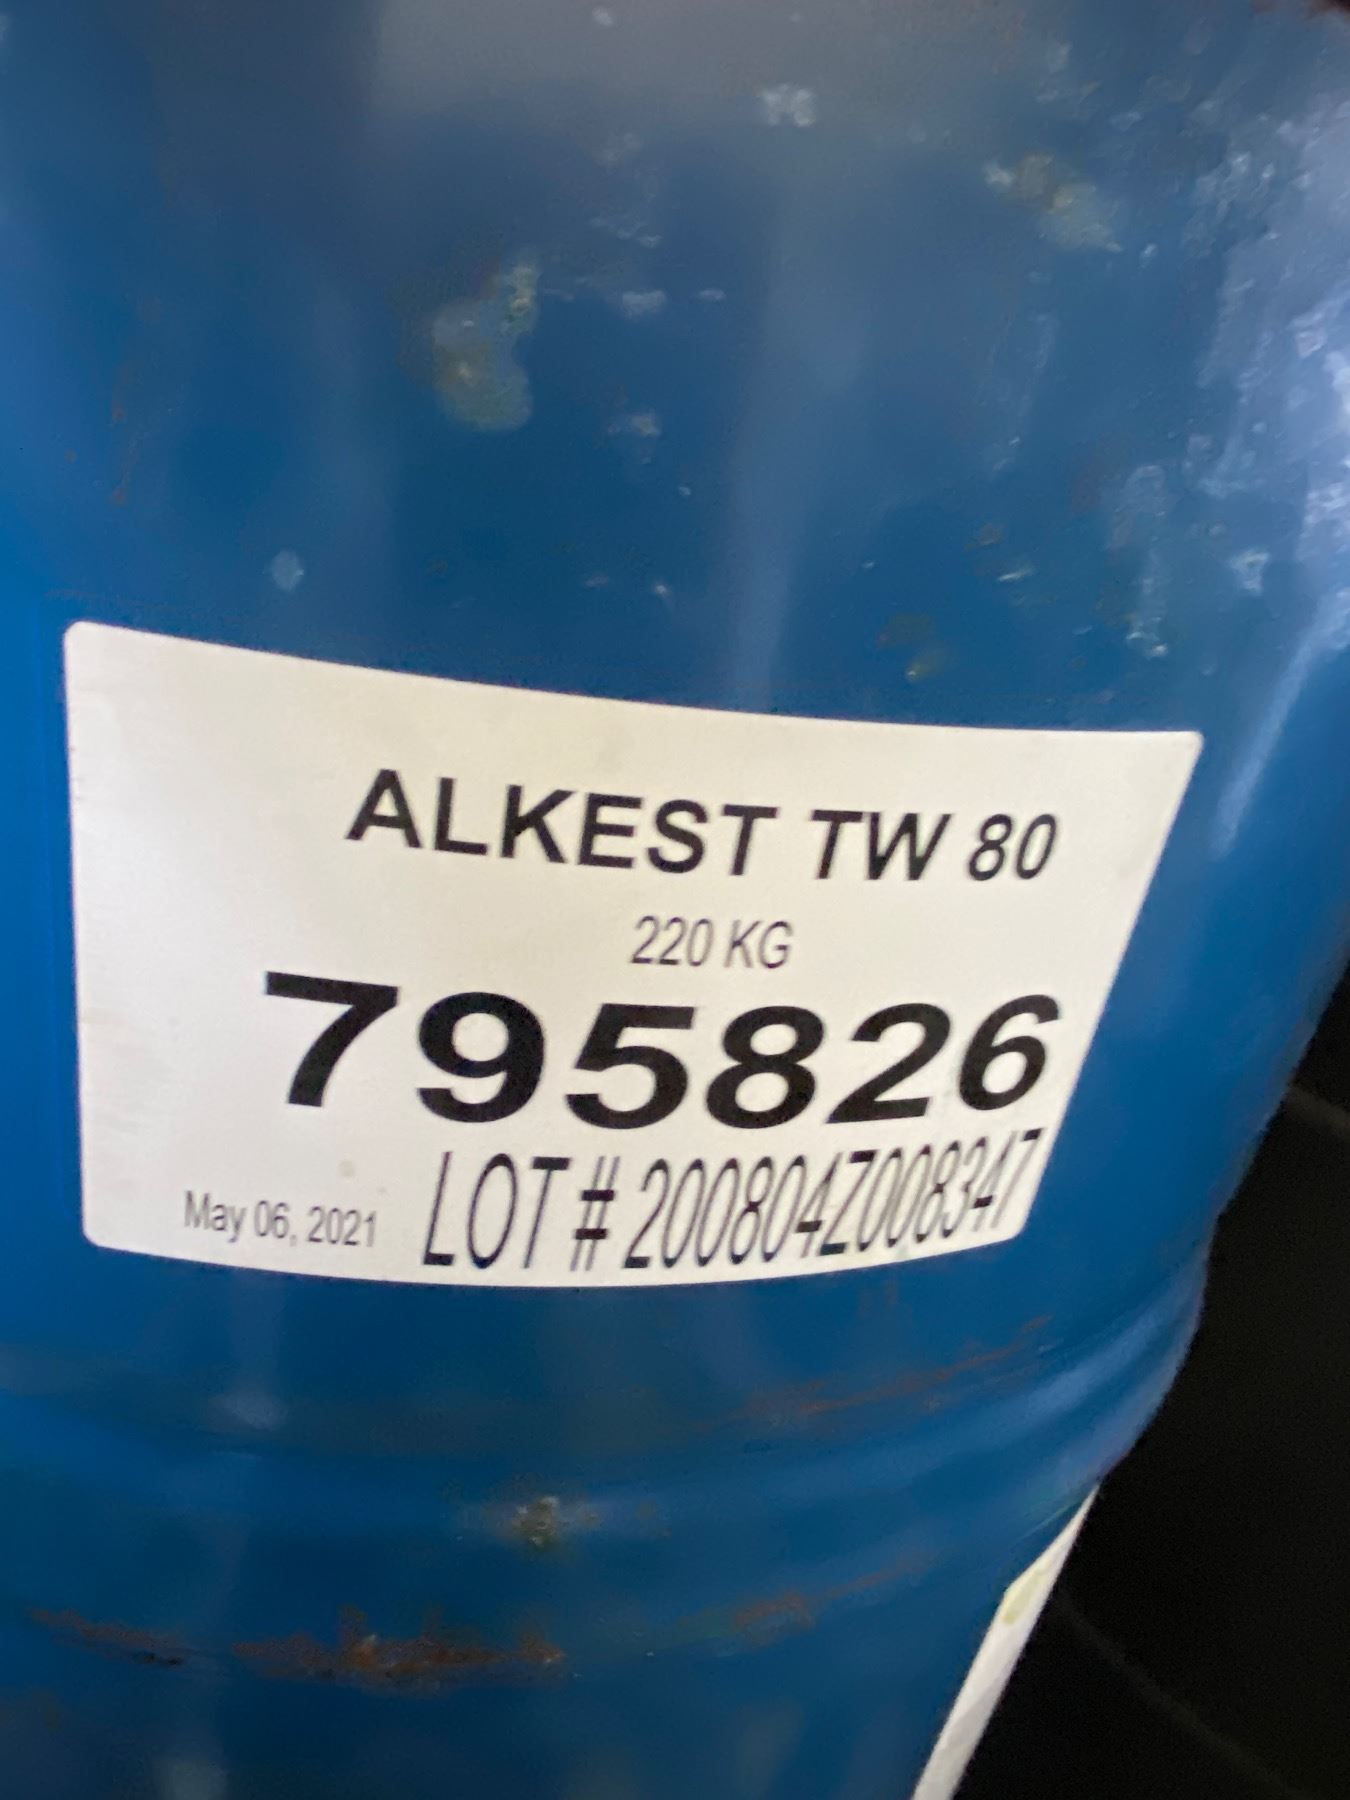 ALKEST TW 80
220 KG
795826
May 06, 2021 LOT # 200804Z008347